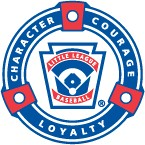 CHARACTER
COURAGE
LOYALTY
LITTLE LEAGUE
BASEBALL
®